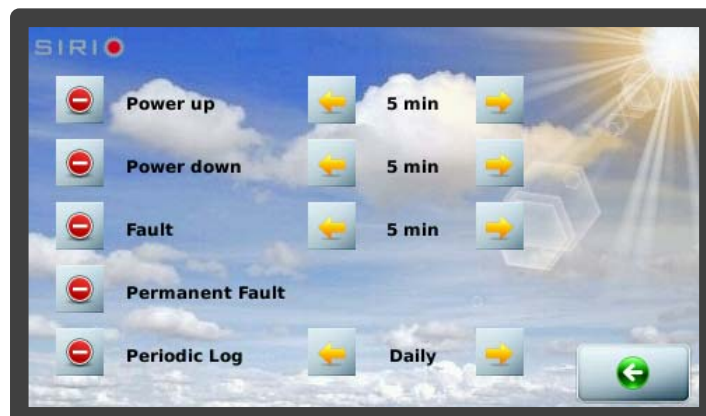 SIRIO
Power up 5 min
Power down 5 min
Fault 5 min
Permanent Fault
Periodic Log Daily